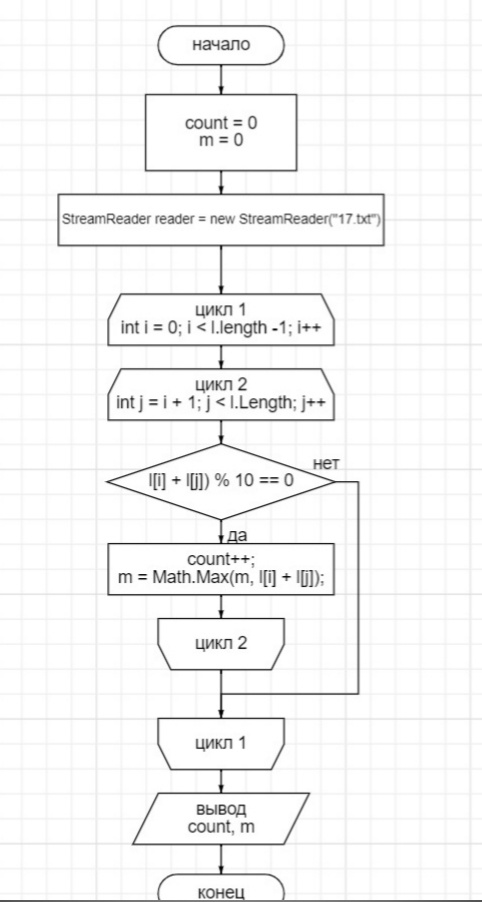 начало
count = 0
m = 0
StreamReader reader = new StreamReader("17.txt")
цикл 1
int i = 0; i < l.length -1; i++
цикл 2
int j = i + 1; j < l.Length; j++
l[i] + l[j]) % 10 == 0
нет
да
count++;
m = Math.Max(m, l[i] + l[j]);
цикл 2
цикл 1
вывод
count, m
конец